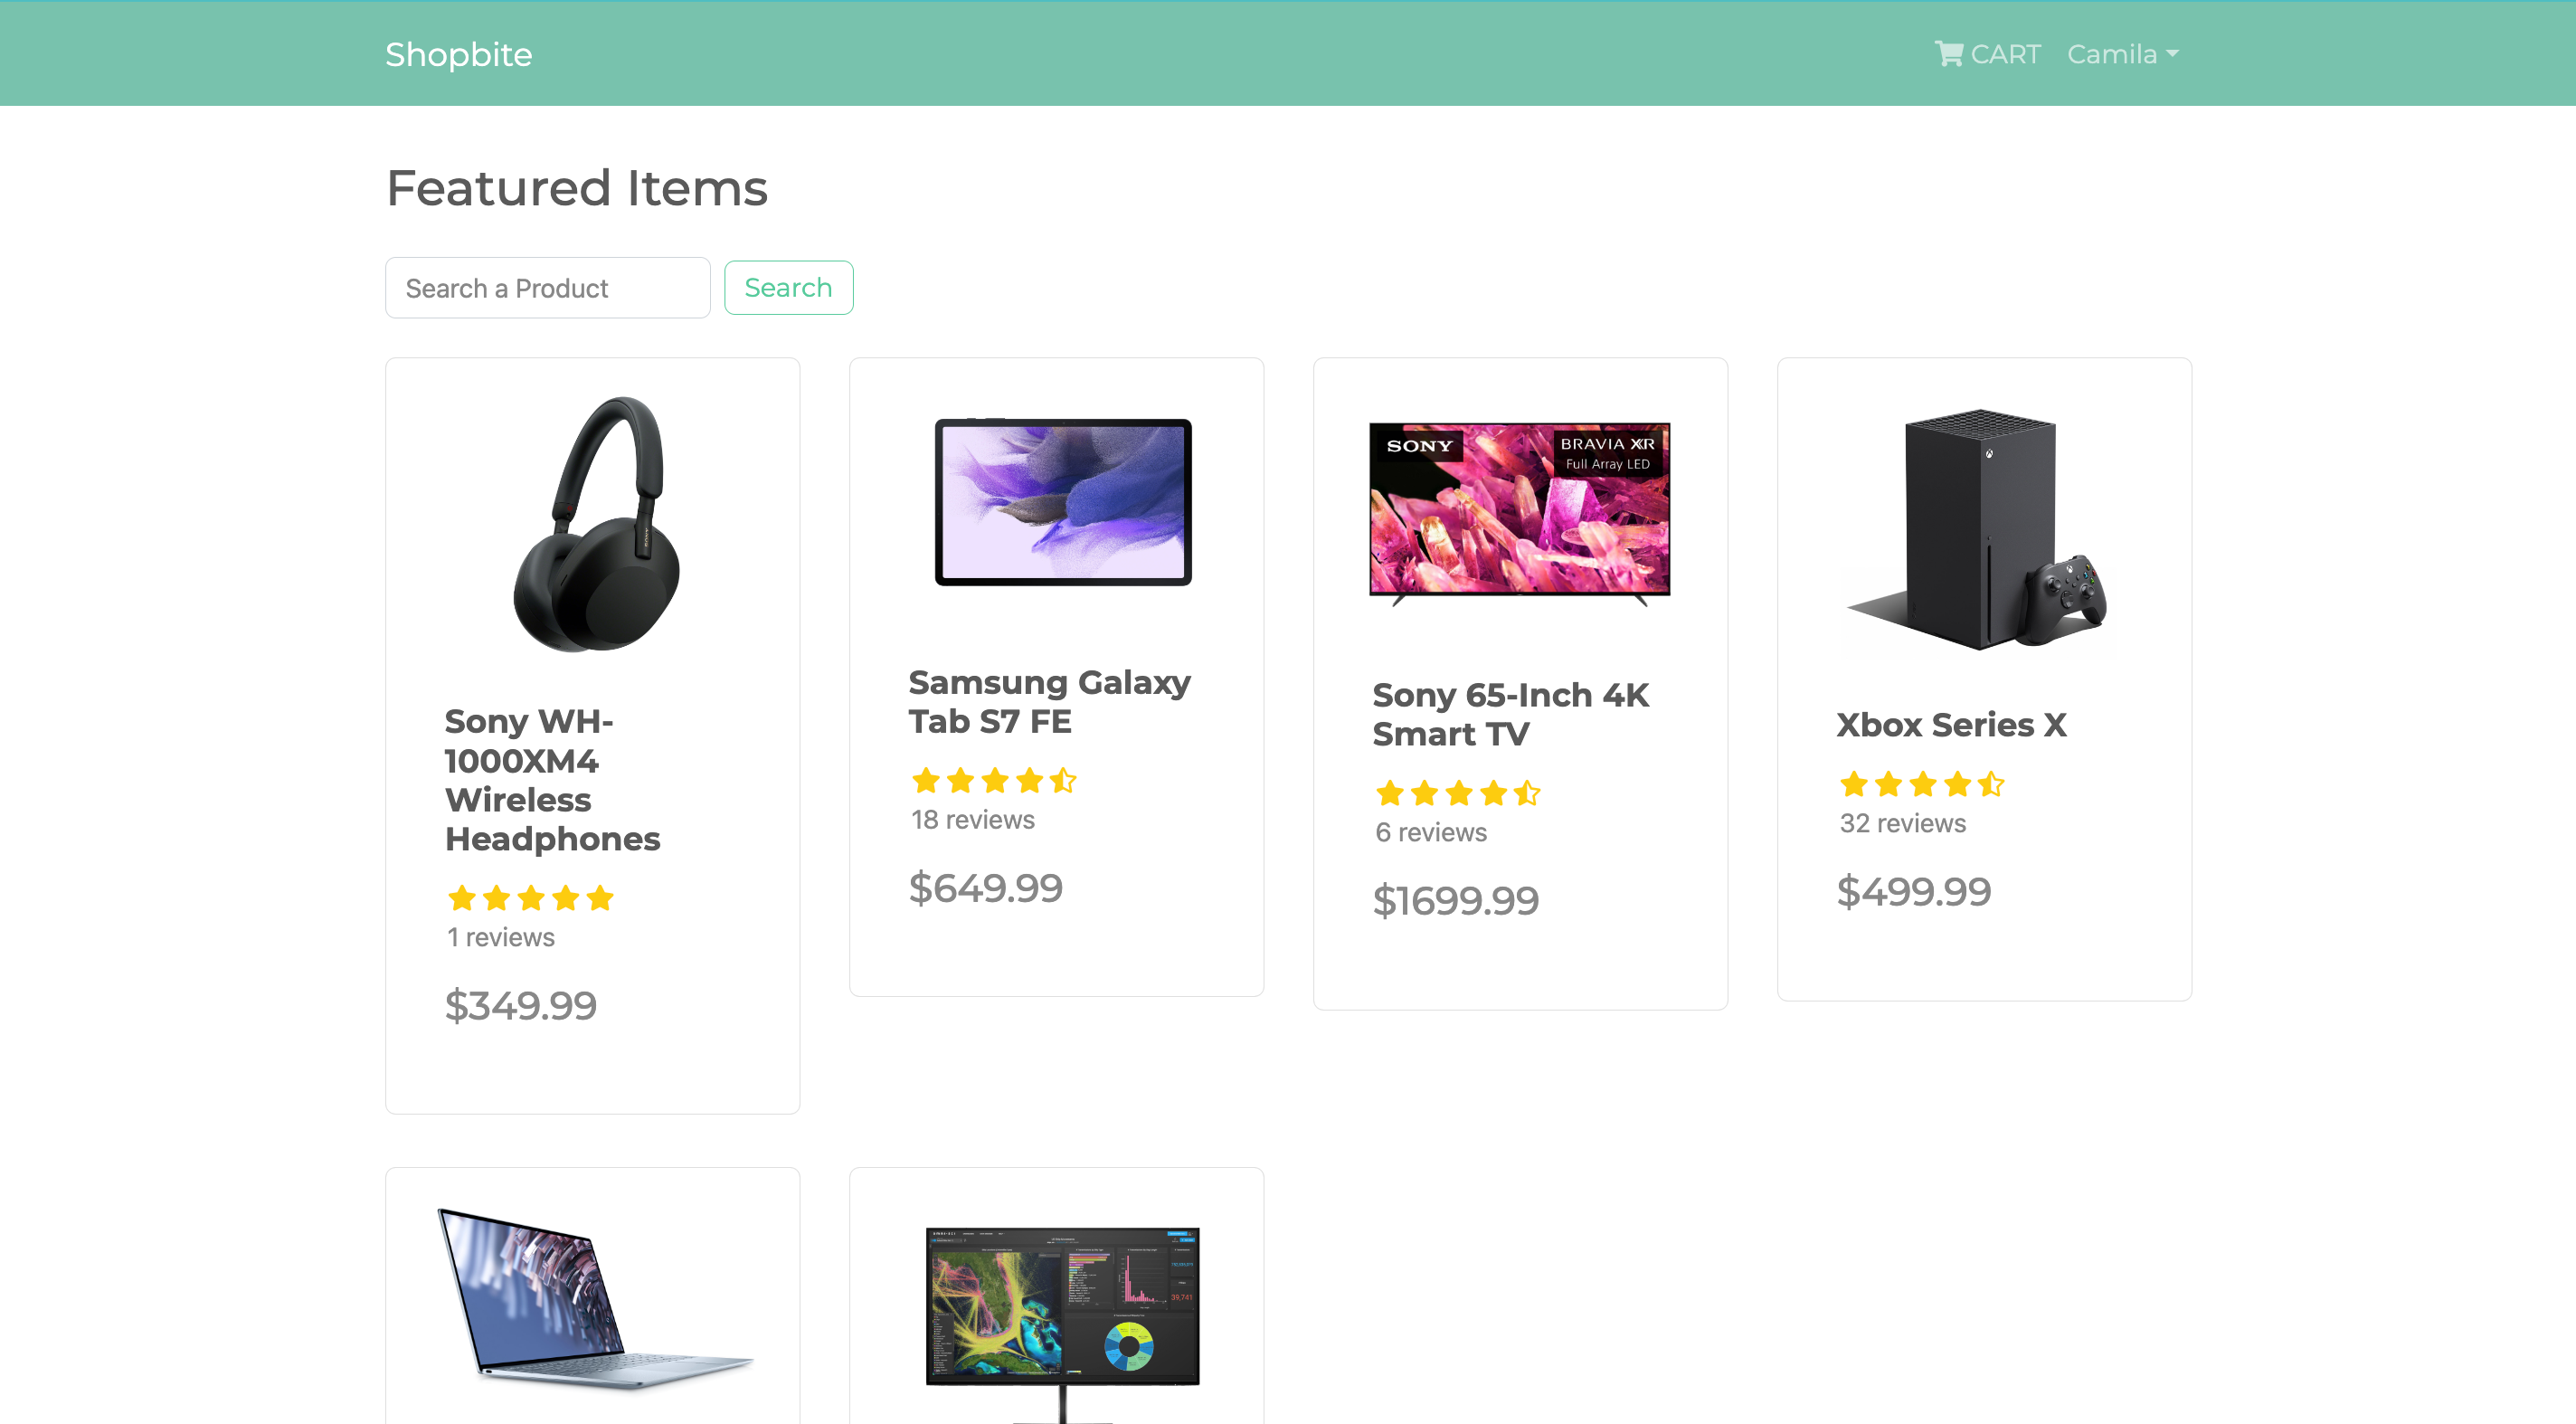 Shopbite
CART Camila
Featured Items
Search a Product Search
SONY
BRAVIA XR
Full Array LED
Sony WH-
1000XM4
Wireless
Headphones
1 reviews
$349.99
Samsung Galaxy
Tab S7 FE
18 reviews
$649.99
Sony 65-Inch 4K
Smart TV
6 reviews
$1699.99
Xbox Series X
32 reviews
$499.99
39,741